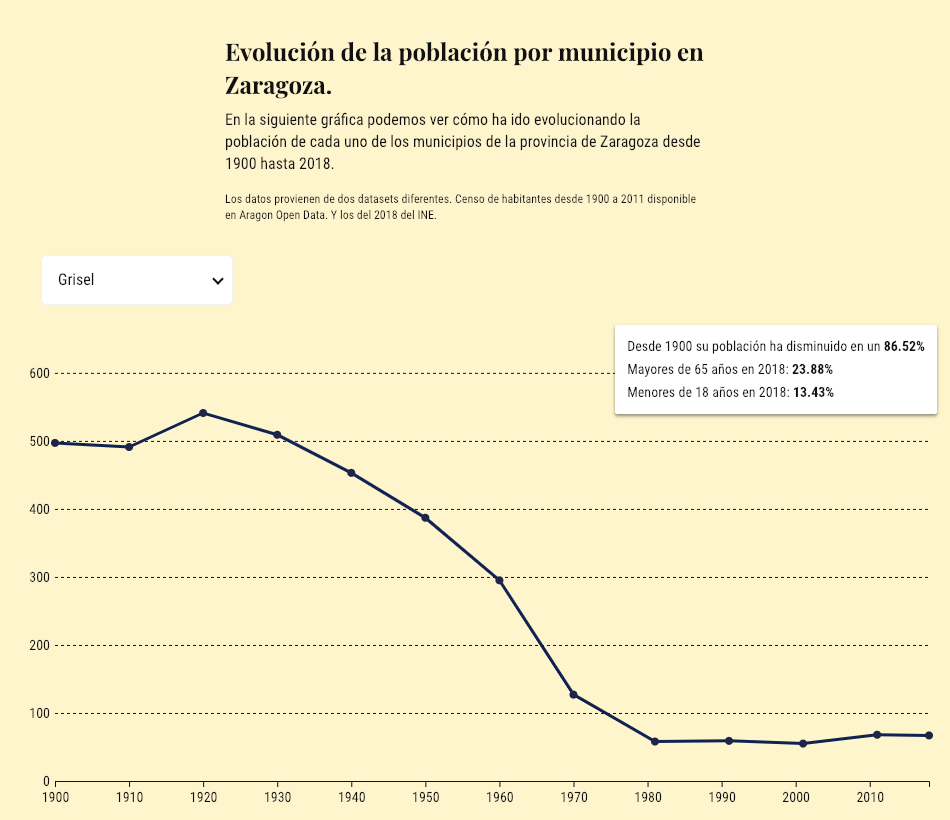 Evolución de la población por municipio en
Zaragoza.
En la siguiente gráfica podemos ver cómo ha ido evolucionando la
población de cada uno de los municipios de la provincia de Zaragoza desde
1900 hasta 2018.
Los datos provienen de dos datasets diferentes. Censo de habitantes desde 1900 a 2011 disponible
en Aragon Open Data. Y los del 2018 del INE.
Grisel
Desde 1900 su población ha disminuido en un 86.52%
Mayores de 65 años en 2018: 23.88%
Menores de 18 años en 2018: 13.43%
600
500
400
300
200
100
0
1900 1910 1920 1930 1940 1950 1960 1970 1980 1990 2000 2010